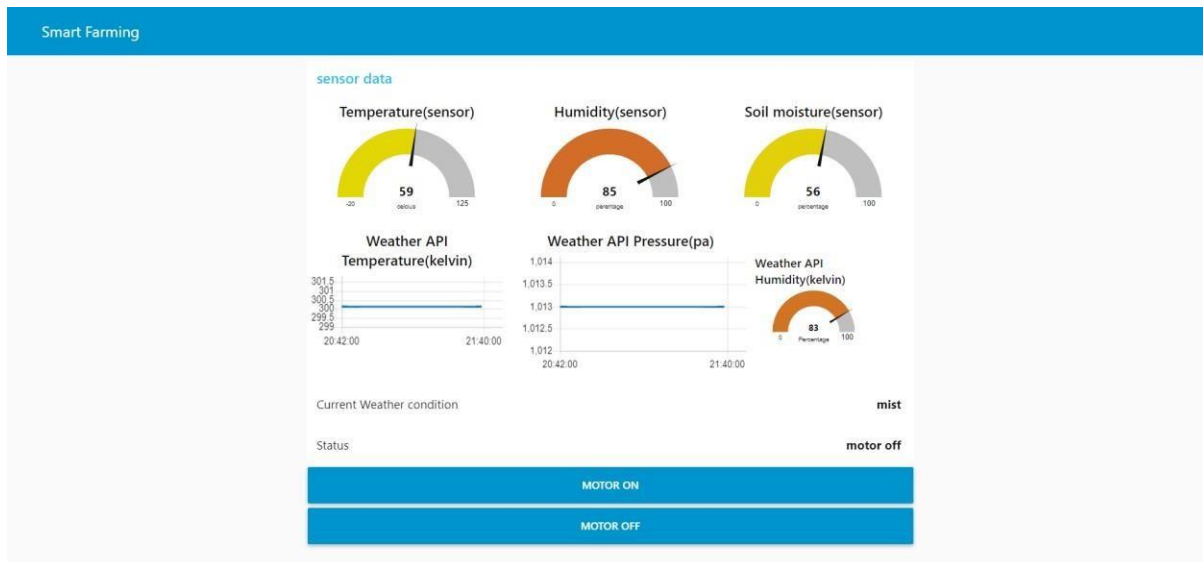 Smart Farming
sensor data
Temperature(sensor)
59
celcius
-20
125
Humidity(sensor)
85
percentage
0
100
Soil moisture(sensor)
56
percentage
0
100
Weather API
Temperature(kelvin)
301.5
301
300.5
300
299.5
299
20:42:00
21:40:00
Weather API Pressure(pa)
1,014
1,013.5
1,013
1,012.5
1,012
20:42:00
21:40:00
Weather API
Humidity(kelvin)
83
Percentage
0
100
Current Weather condition mist
Status motor off
MOTOR ON
MOTOR OFF